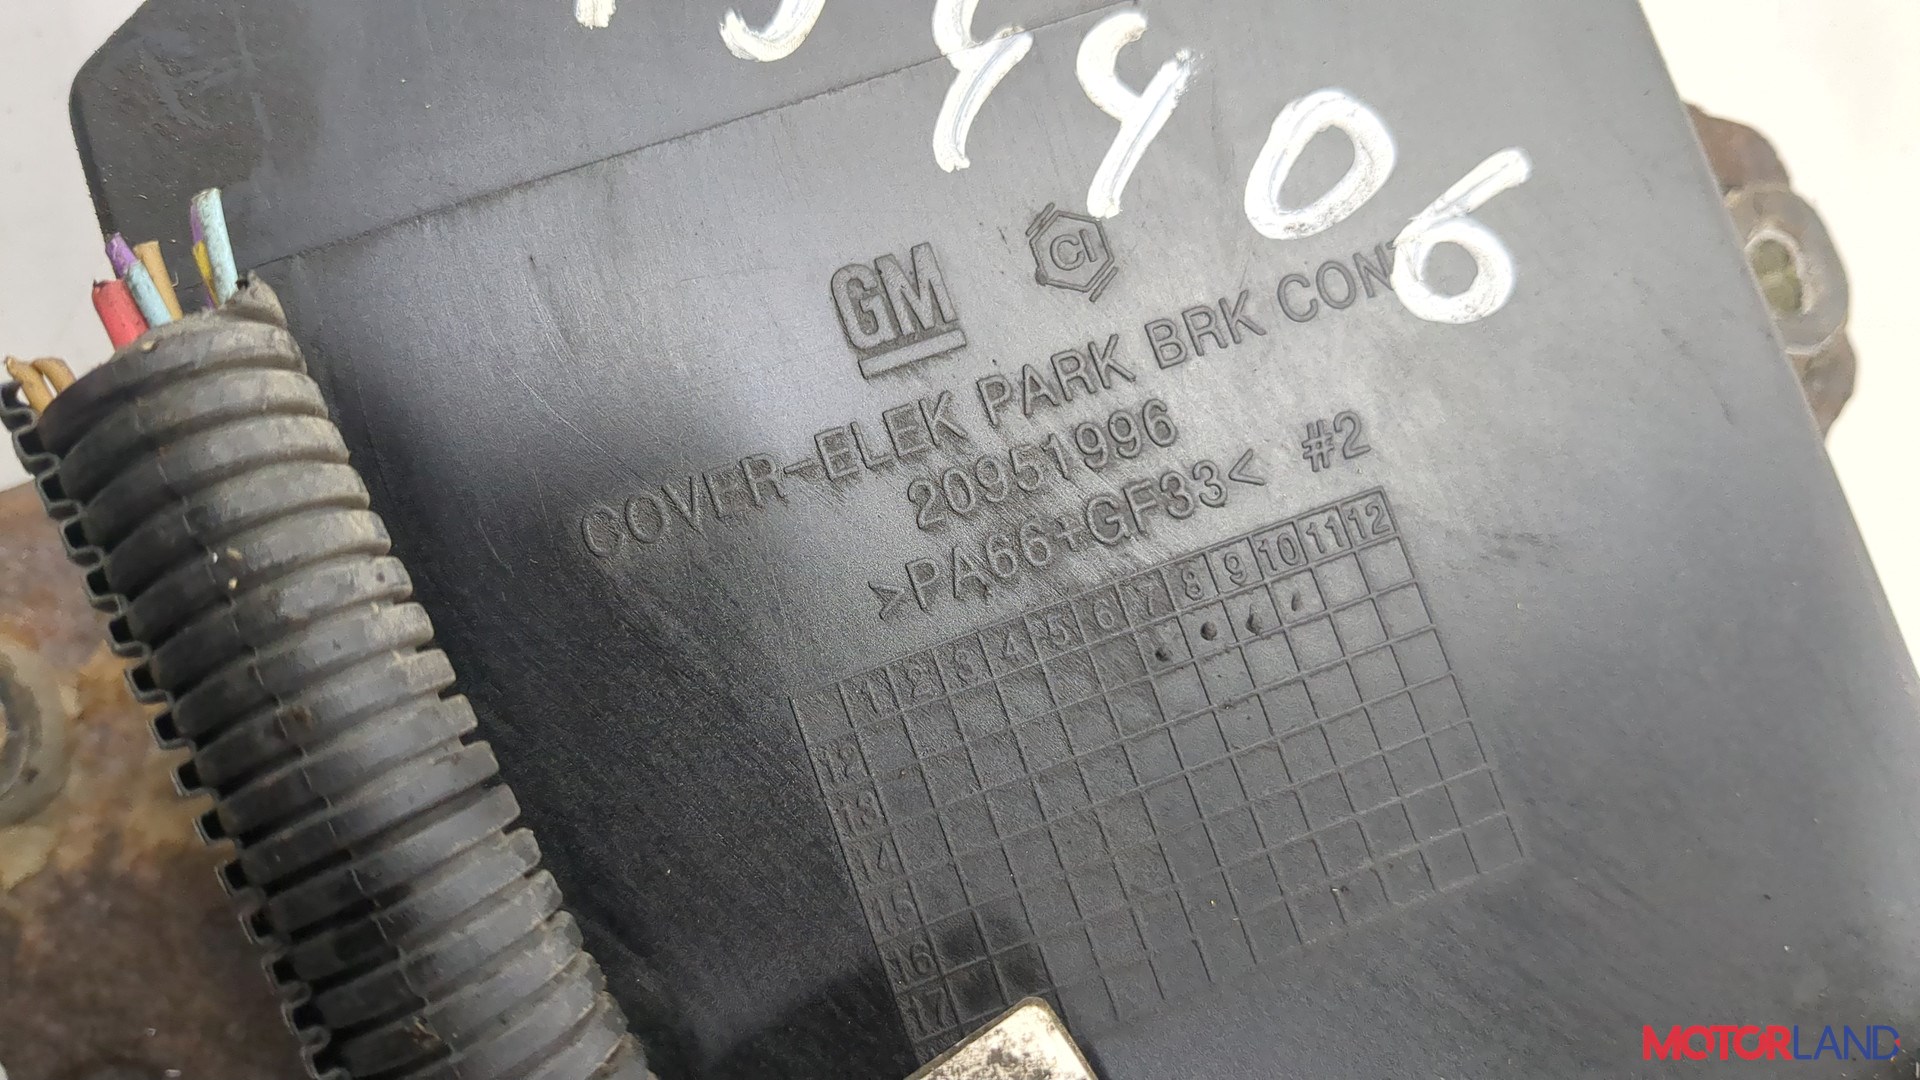 4406
GM CI
COVER-ELEK PARK BRK CONT
20951996
>PA66+GF33< #2
1 2 3 4 5 6 7 8 9 10 11 12
12
13
14
15
16
17
MOTORLAND